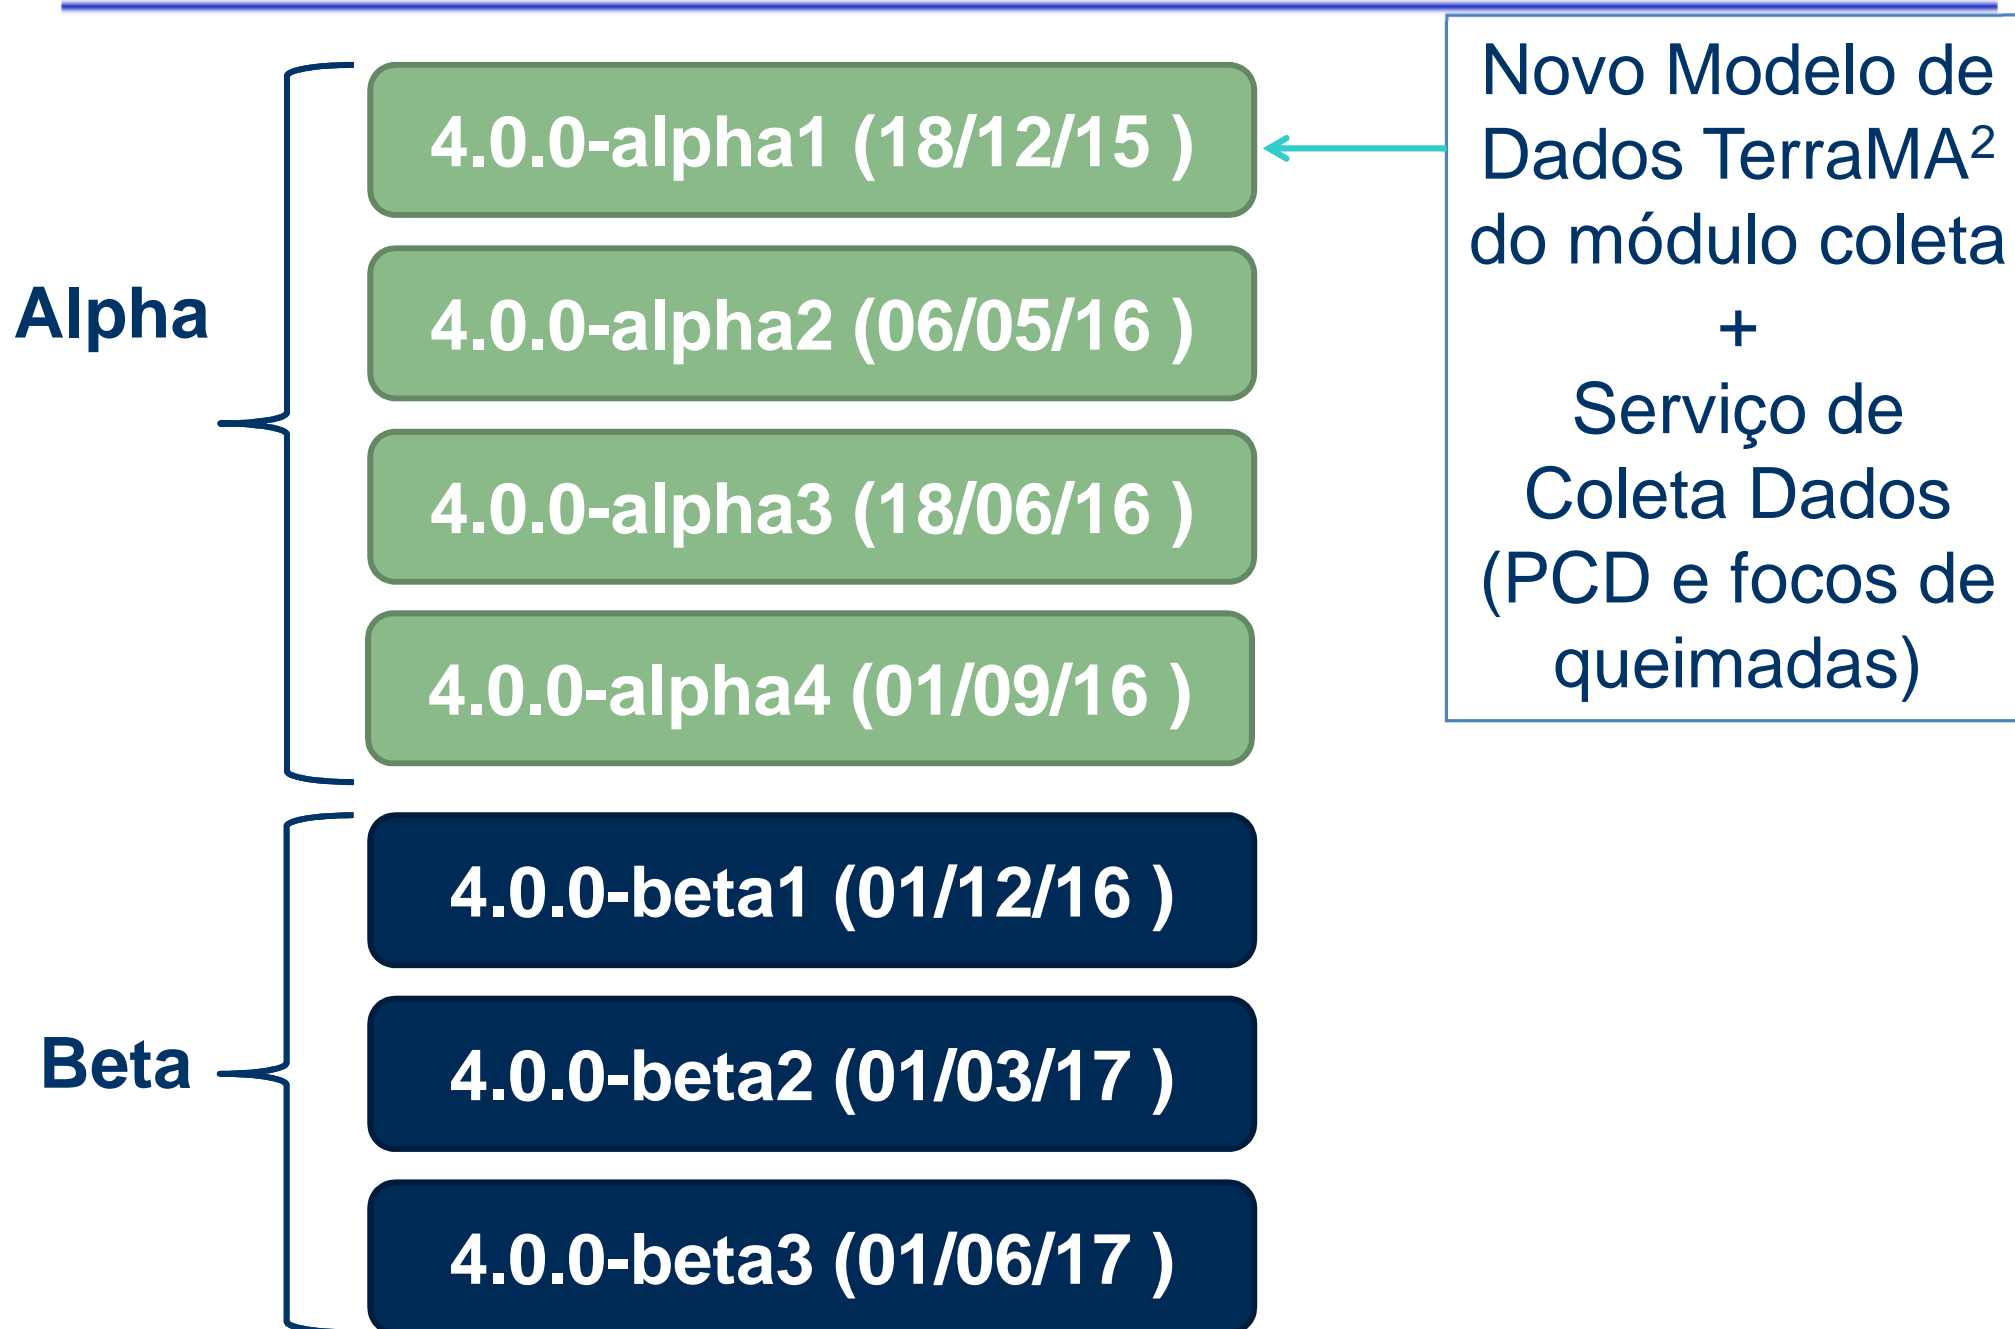 Alpha
4.0.0-alpha1 (18/12/15 )
4.0.0-alpha2 (06/05/16 )
4.0.0-alpha3 (18/06/16 )
4.0.0-alpha4 (01/09/16 )
Novo Modelo de
Dados TerraMA²
do módulo coleta
+
Serviço de
Coleta Dados
(PCD e focos de
queimadas)
Beta
4.0.0-beta1 (01/12/16 )
4.0.0-beta2 (01/03/17 )
4.0.0-beta3 (01/06/17 )